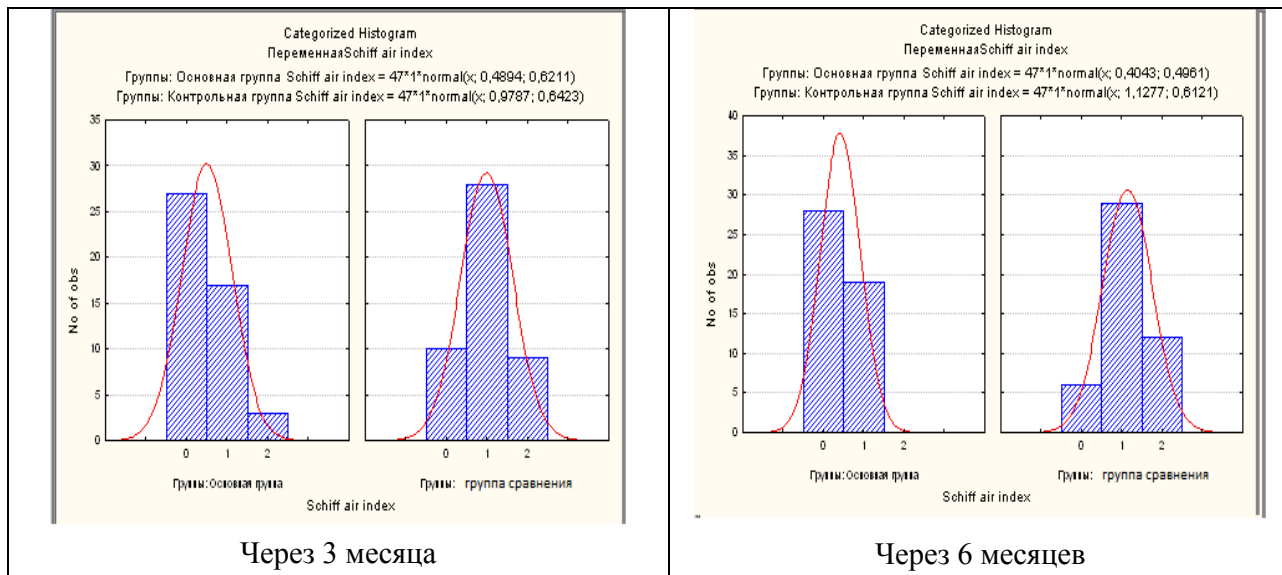 Categorized Histogram
ПеременнаяSchiff air index
Группы: Основная группа Schiff air index = 47*1*normal(x; 0,4894; 0,6211)
Группы: Контрольная группа Schiff air index = 47*1*normal(x; 0,9787; 0,6423)
35
30
25
20
15
10
5
0
No of obs
0 1 2
0 1 2
Группы: Основная группа
Группы: группа сравнения
Schiff air index
Через 3 месяца
Categorized Histogram
ПеременнаяSchiff air index
Группы: Основная группа Schiff air index = 47*1*normal(x; 0,4043; 0,4961)
Группы: Контрольная группа Schiff air index = 47*1*normal(x; 1,1277; 0,6121)
40
35
30
25
20
15
10
5
0
No of obs
0 1 2
0 1 2
Группы: Основная группа
Группы: группа сравнения
Schiff air index
Через 6 месяцев